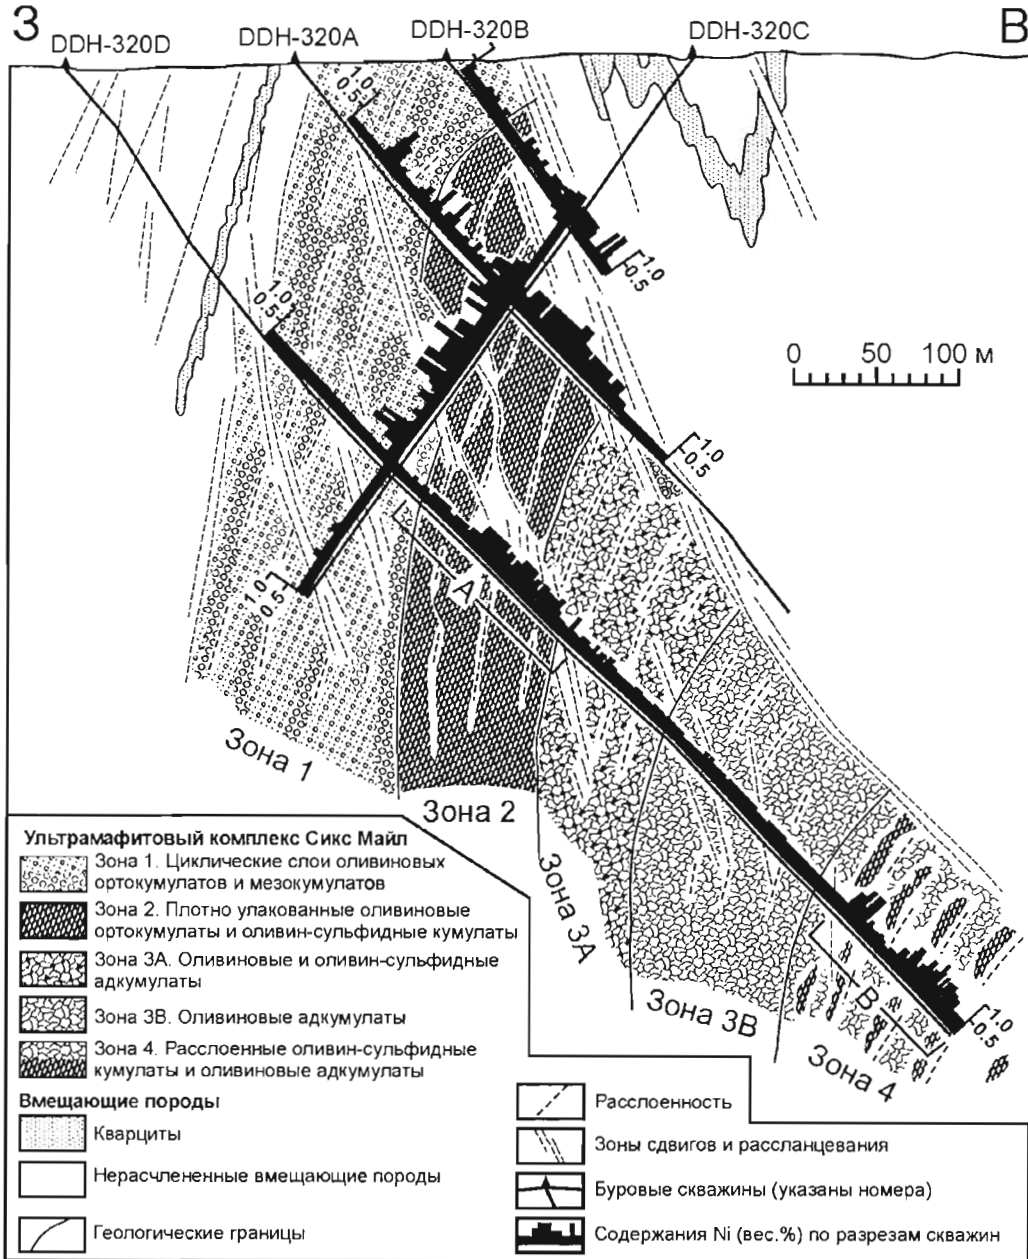 З
В
DDH-320D
DDH-320A
DDH-320B
DDH-320C
1.0
0.5
1.0
0.5
1.0
0.5
1.0
0.5
1.0
0.5
1.0
0.5
1.0
0.5
0 50 100 м
А
В
Зона 1
Зона 2
Зона 3А
Зона 3В
Зона 4
Ультрамафитовый комплекс Сикс Майл
Зона 1. Циклические слои оливиновых
ортокумулатов и мезокумулатов
Зона 2. Плотно упакованные оливиновые
ортокумулаты и оливин-сульфидные кумулаты
Зона 3А. Оливиновые и оливин-сульфидные
адкумулаты
Зона 3В. Оливиновые адкумулаты
Зона 4. Расслоенные оливин-сульфидные
кумулаты и оливиновые адкумулаты
Вмещающие породы
Кварциты
Нерасчлененные вмещающие породы
Геологические границы
Расслоенность
Зоны сдвигов и рассланцевания
Буровые скважины (указаны номера)
Содержания Ni (вес.%) по разрезам скважин